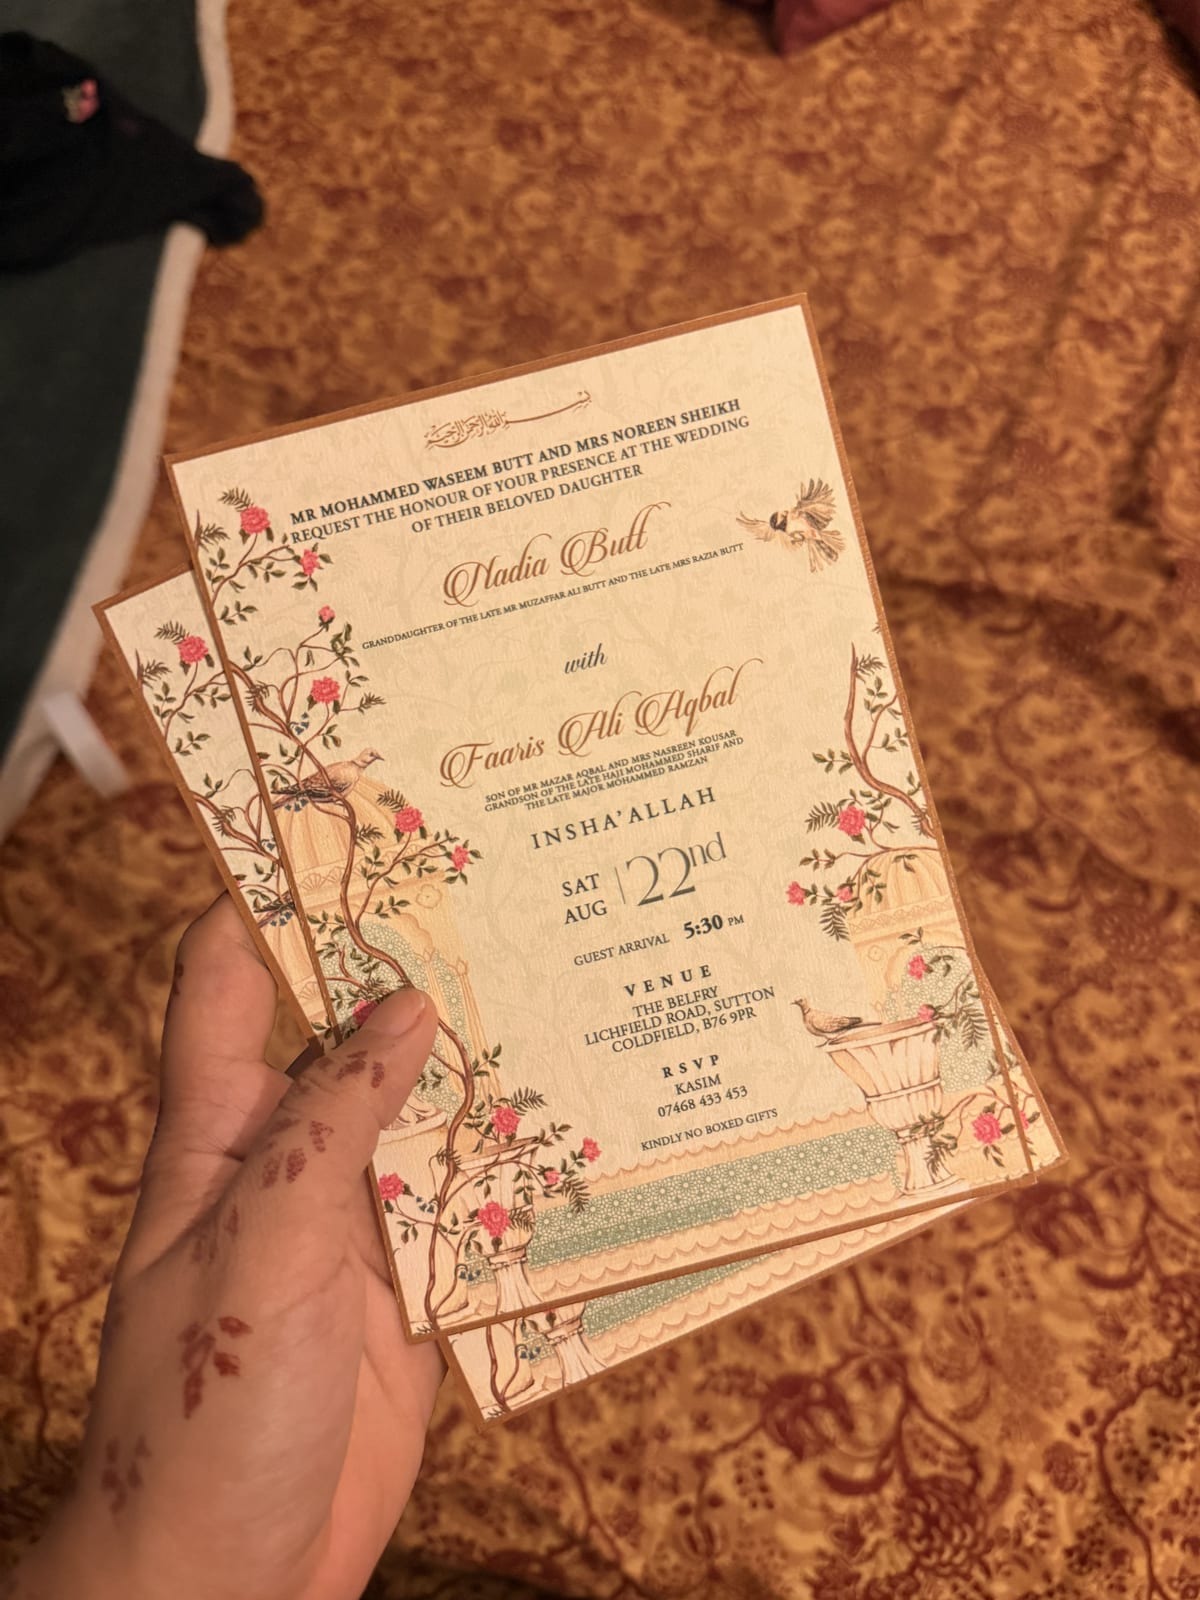 بسم الله الرحمن الرحيم
MR MOHAMMED WASEEM BUTT AND MRS NOREEN SHEIKH
REQUEST THE HONOUR OF YOUR PRESENCE AT THE WEDDING
OF THEIR BELOVED DAUGHTER
Nadia Butt
GRANDDAUGHTER OF THE LATE MR MUZAFFAR ALI BUTT AND THE LATE MRS RAZIA BUTT
with
Faaris Ali Aqbal
SON OF MR MAZAR AQBAL AND MRS NASREEN KOUSAR
GRANDSON OF THE LATE HAJI MOHAMMED SHARIF AND
THE LATE MAJOR MOHAMMED RAMZAN
INSHA'ALLAH
SAT
AUG
22nd
GUEST ARRIVAL 5:30 PM
VENUE
THE BELFRY
LICHFIELD ROAD, SUTTON
COLDFIELD, B76 9PR
RSVP
KASIM
07468 433 453
KINDLY NO BOXED GIFTS